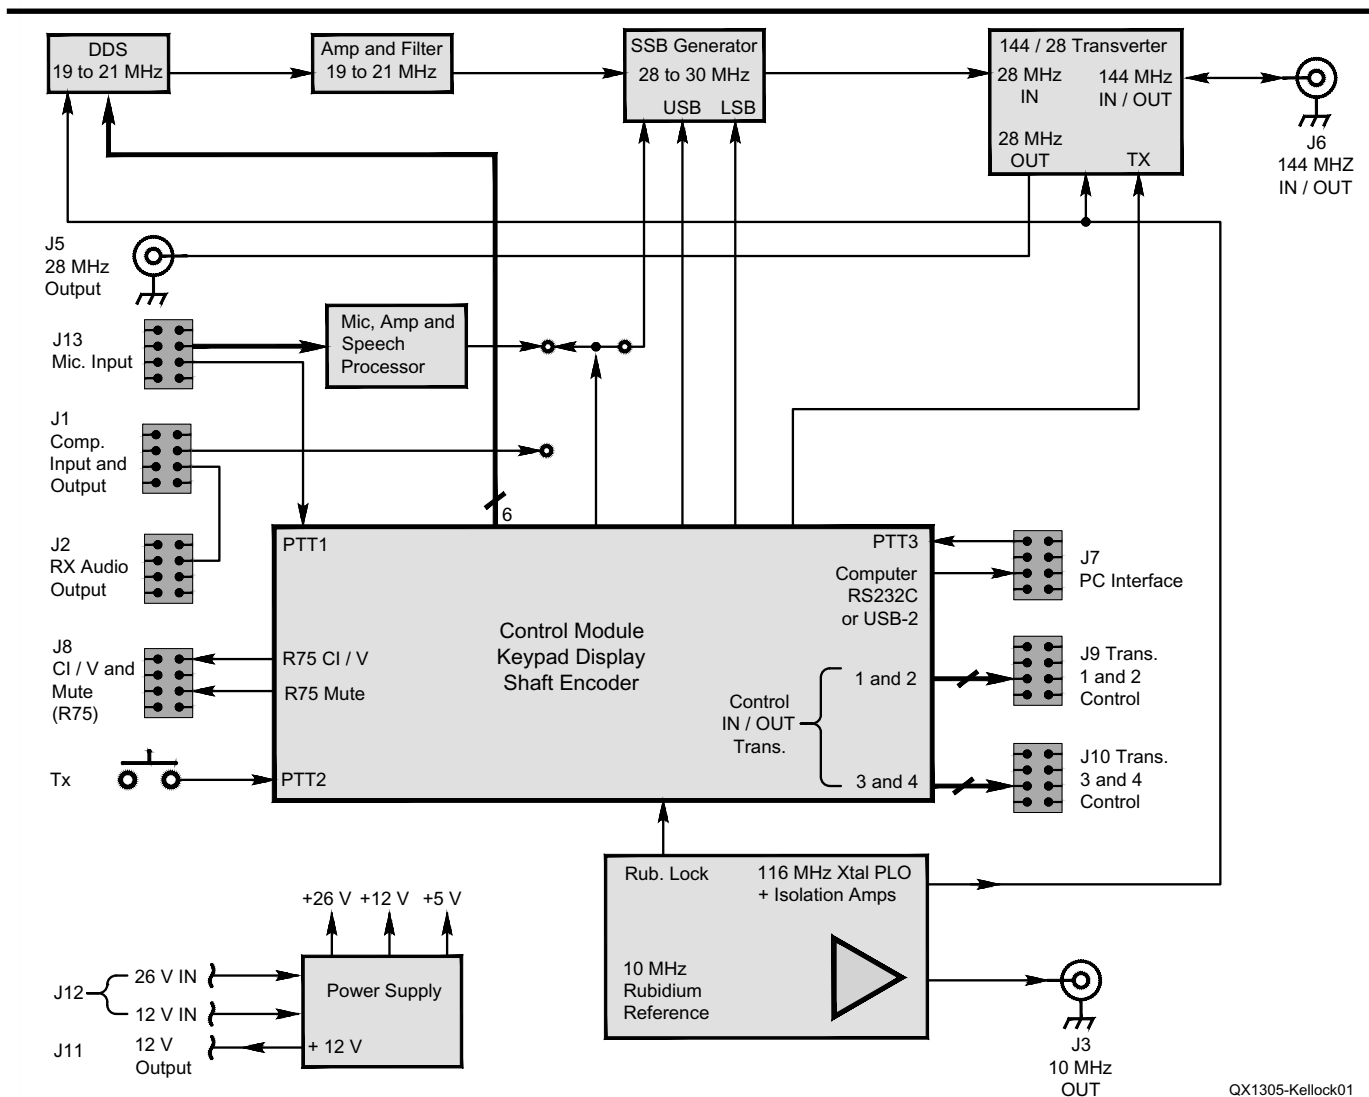 DDS
19 to 21 MHz
Amp and Filter
19 to 21 MHz
SSB Generator
28 to 30 MHz
USB LSB
144 / 28 Transverter
28 MHz
IN
144 MHz
IN / OUT
28 MHz
OUT
TX
J6
144 MHZ
IN / OUT
J5
28 MHz
Output
J13
Mic. Input
Mic, Amp and
Speech
Processor
J1
Comp.
Input and
Output
J2
RX Audio
Output
6
PTT1
PTT3
Computer
RS232C
or USB-2
J7
PC Interface
Control Module
Keypad Display
Shaft Encoder
J8
CI / V and
Mute
(R75)
R75 CI / V
R75 Mute
Control
IN / OUT
Trans.
1 and 2
3 and 4
J9 Trans.
1 and 2
Control
J10 Trans.
3 and 4
Control
Tx
PTT2
Rub. Lock
116 MHz Xtal PLO
+ Isolation Amps
10 MHz
Rubidium
Reference
J3
10 MHz
OUT
+26 V +12 V +5 V
J12
26 V IN
12 V IN
Power Supply
J11
12 V
Output
+ 12 V
QX1305-Kellock01